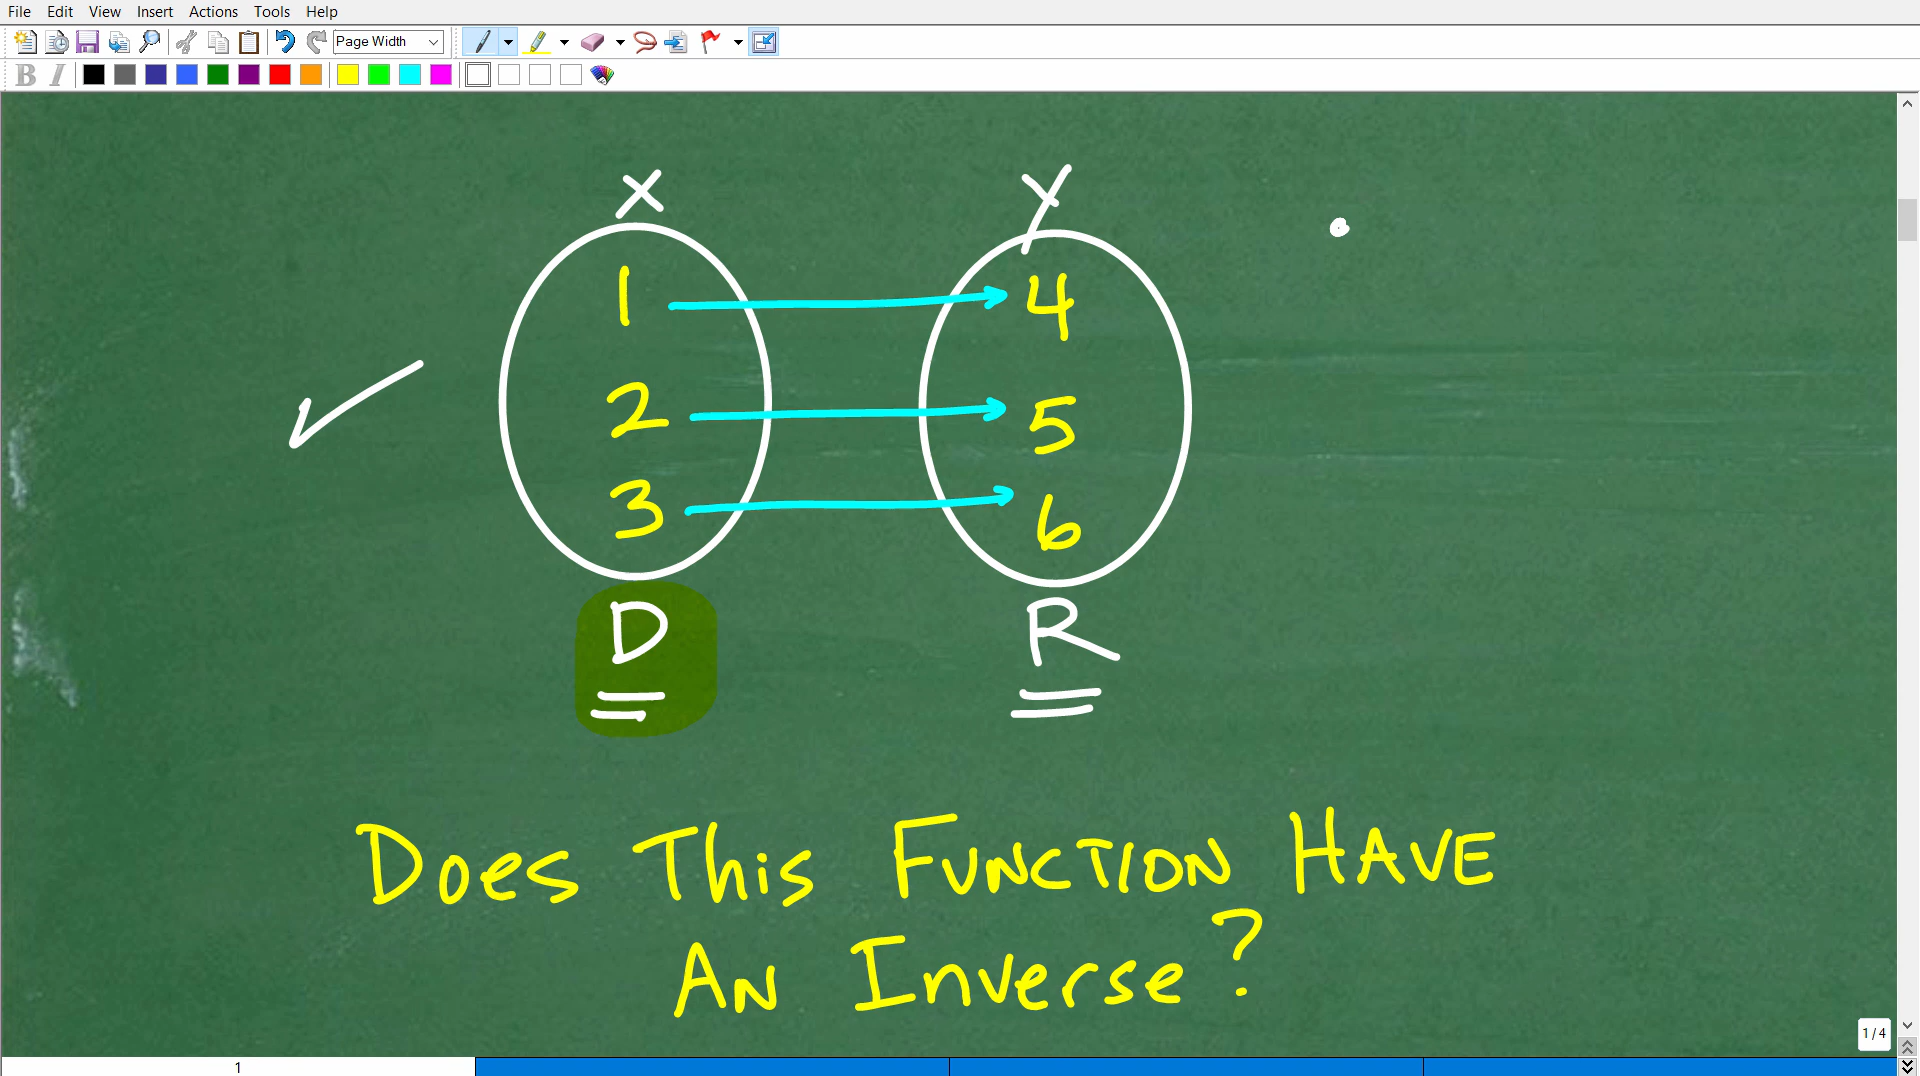 File Edit View Insert Actions Tools Help
Page Width
B I
X Y
1 4
2 5
3 6
D R
Does This Function Have
An Inverse?
1 / 4
1